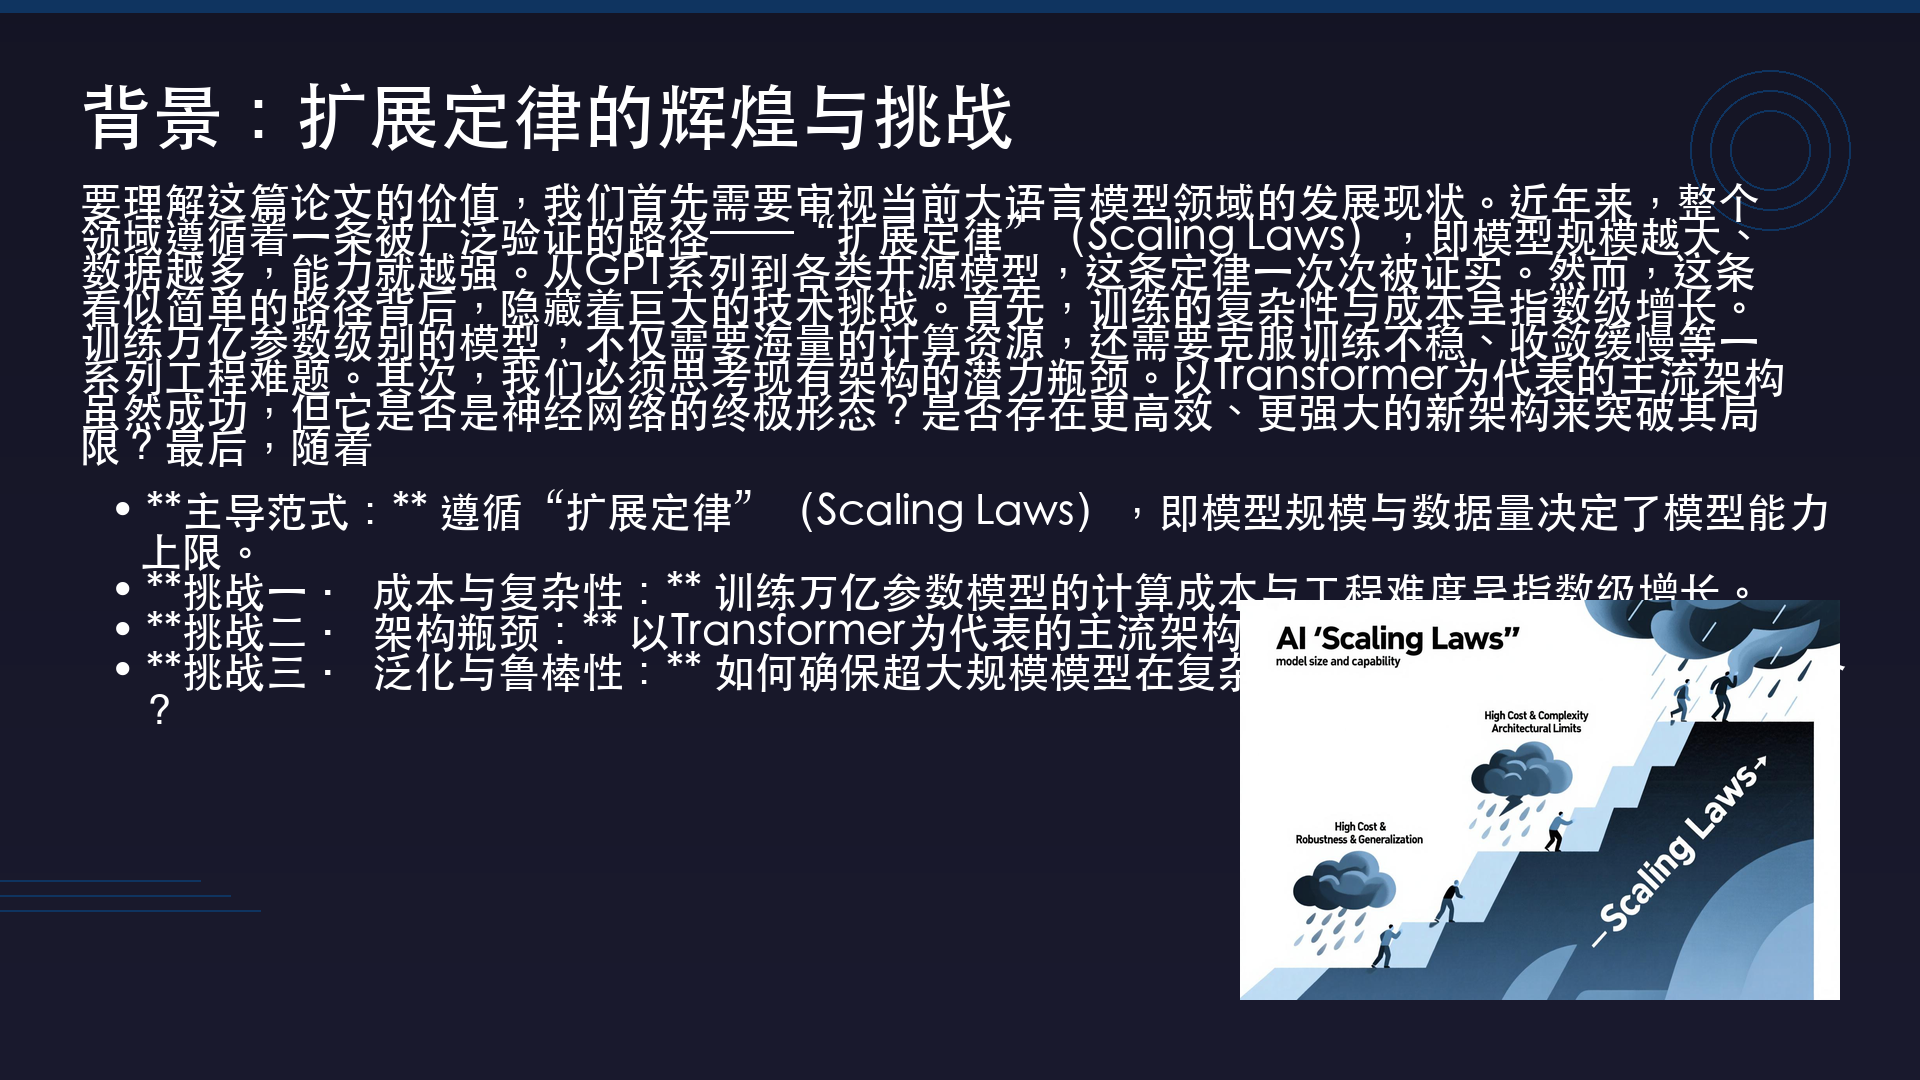 背景：扩展定律的辉煌与挑战
要理解这篇论文的价值，我们首先需要审视当前大语言模型领域的发展现状。近年来，整个
领域遵循着一条被广泛验证的路径——“扩展定律”（Scaling Laws），即模型规模越大、
数据越多，能力就越强。从GPT系列到各类开源模型，这条定律一次次被证实。然而，这条
看似简单的路径背后，隐藏着巨大的技术挑战。首先，训练的复杂性与成本呈指数级增长。
训练万亿参数级别的模型，不仅需要海量的计算资源，还需要克服训练不稳、收敛缓慢等一
系列工程难题。其次，我们必须思考现有架构的潜力瓶颈。以Transformer为代表的主流架构
虽然成功，但它是否是神经网络的终极形态？是否存在更高效、更强大的新架构来突破其局
限？最后，随着
• **主导范式：** 遵循“扩展定律”（Scaling Laws），即模型规模与数据量决定了模型能力
上限。
• **挑战一 · 成本与复杂性：** 训练万亿参数模型的计算成本与工程难度呈指数级增长。
• **挑战二 · 架构瓶颈：** 以Transformer为代表的主流架构
• **挑战三 · 泛化与鲁棒性：** 如何确保超大规模模型在复杂
？
AI ‘Scaling Laws”
model size and capability
High Cost & Complexity
Architectural Limits
High Cost &
Robustness & Generalization
Scaling Laws